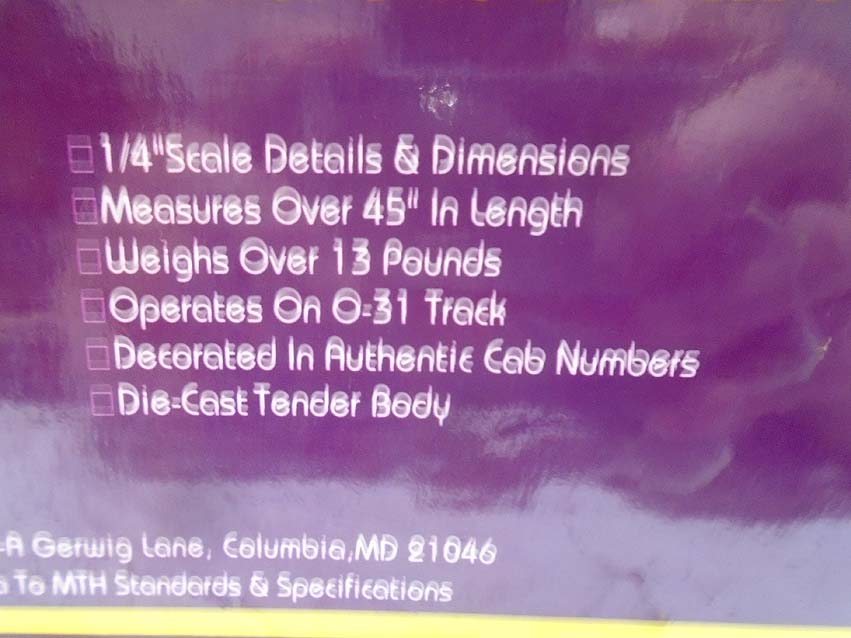 1/4"Scale Details & Dimensions
Measures Over 45" In Length
Weighs Over 13 Pounds
Operates On O-31 Track
Decorated In Authentic Cab Numbers
Die-Cast Tender Body
-A Gerwig Lane, Columbia,MD 21046
To MTH Standards & Specifications